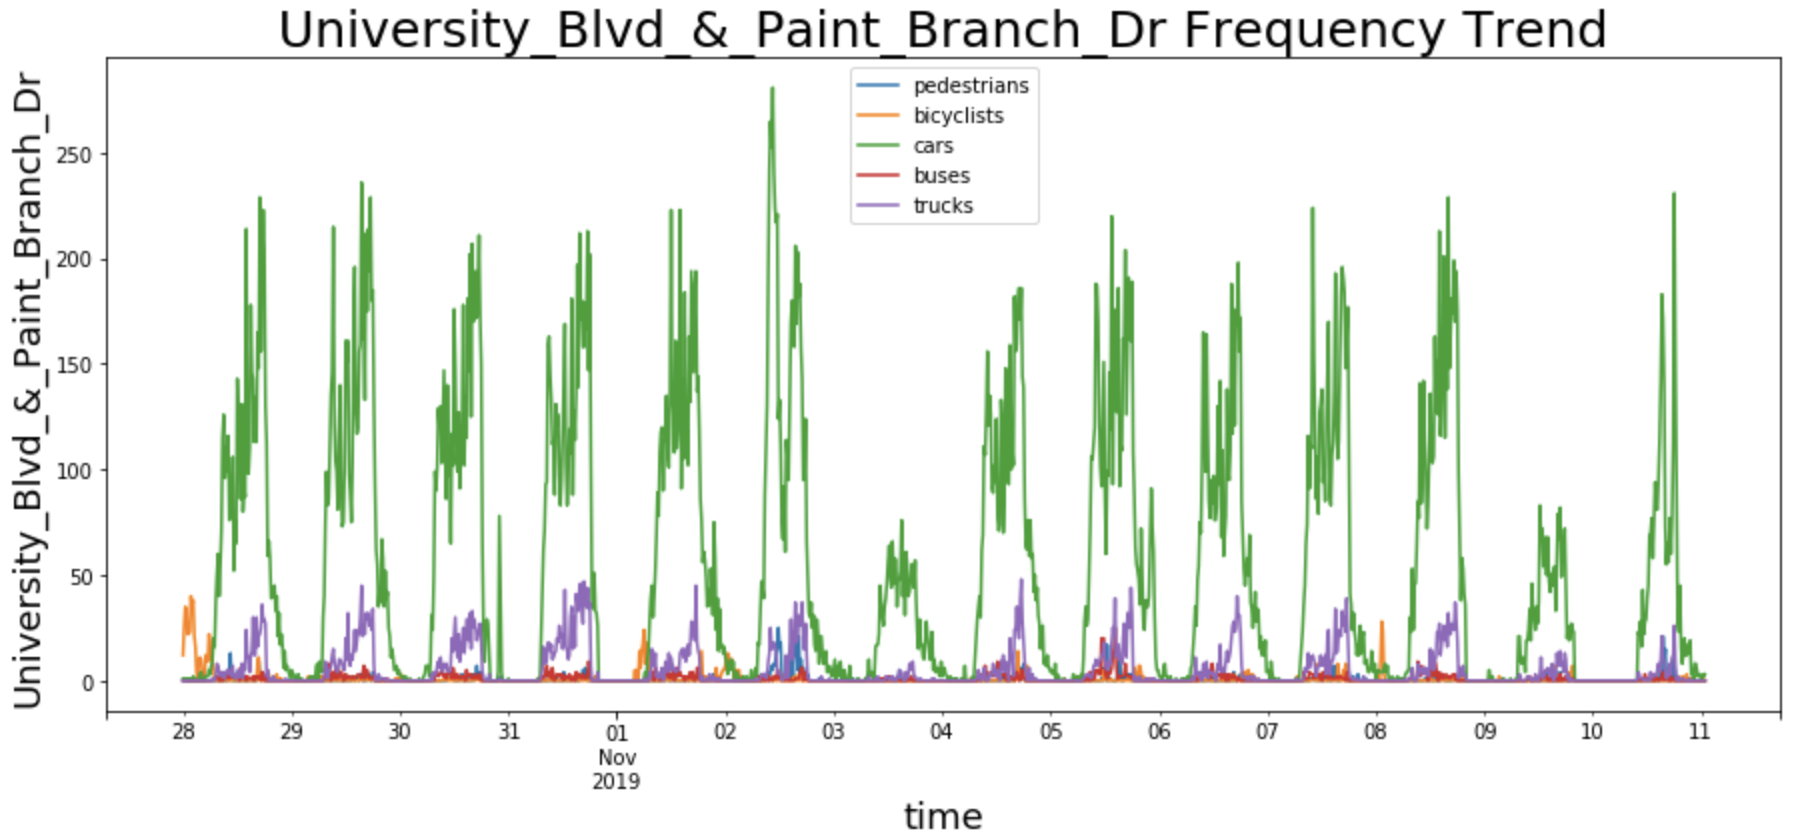 University_Blvd_&_Paint_Branch_Dr Frequency Trend
University_Blvd_&_Paint_Branch_Dr
250
200
150
100
50
0
pedestrians
bicyclists
cars
buses
trucks
28 29 30 31 01 02 03 04 05 06 07 08 09 10 11
Nov
2019
time